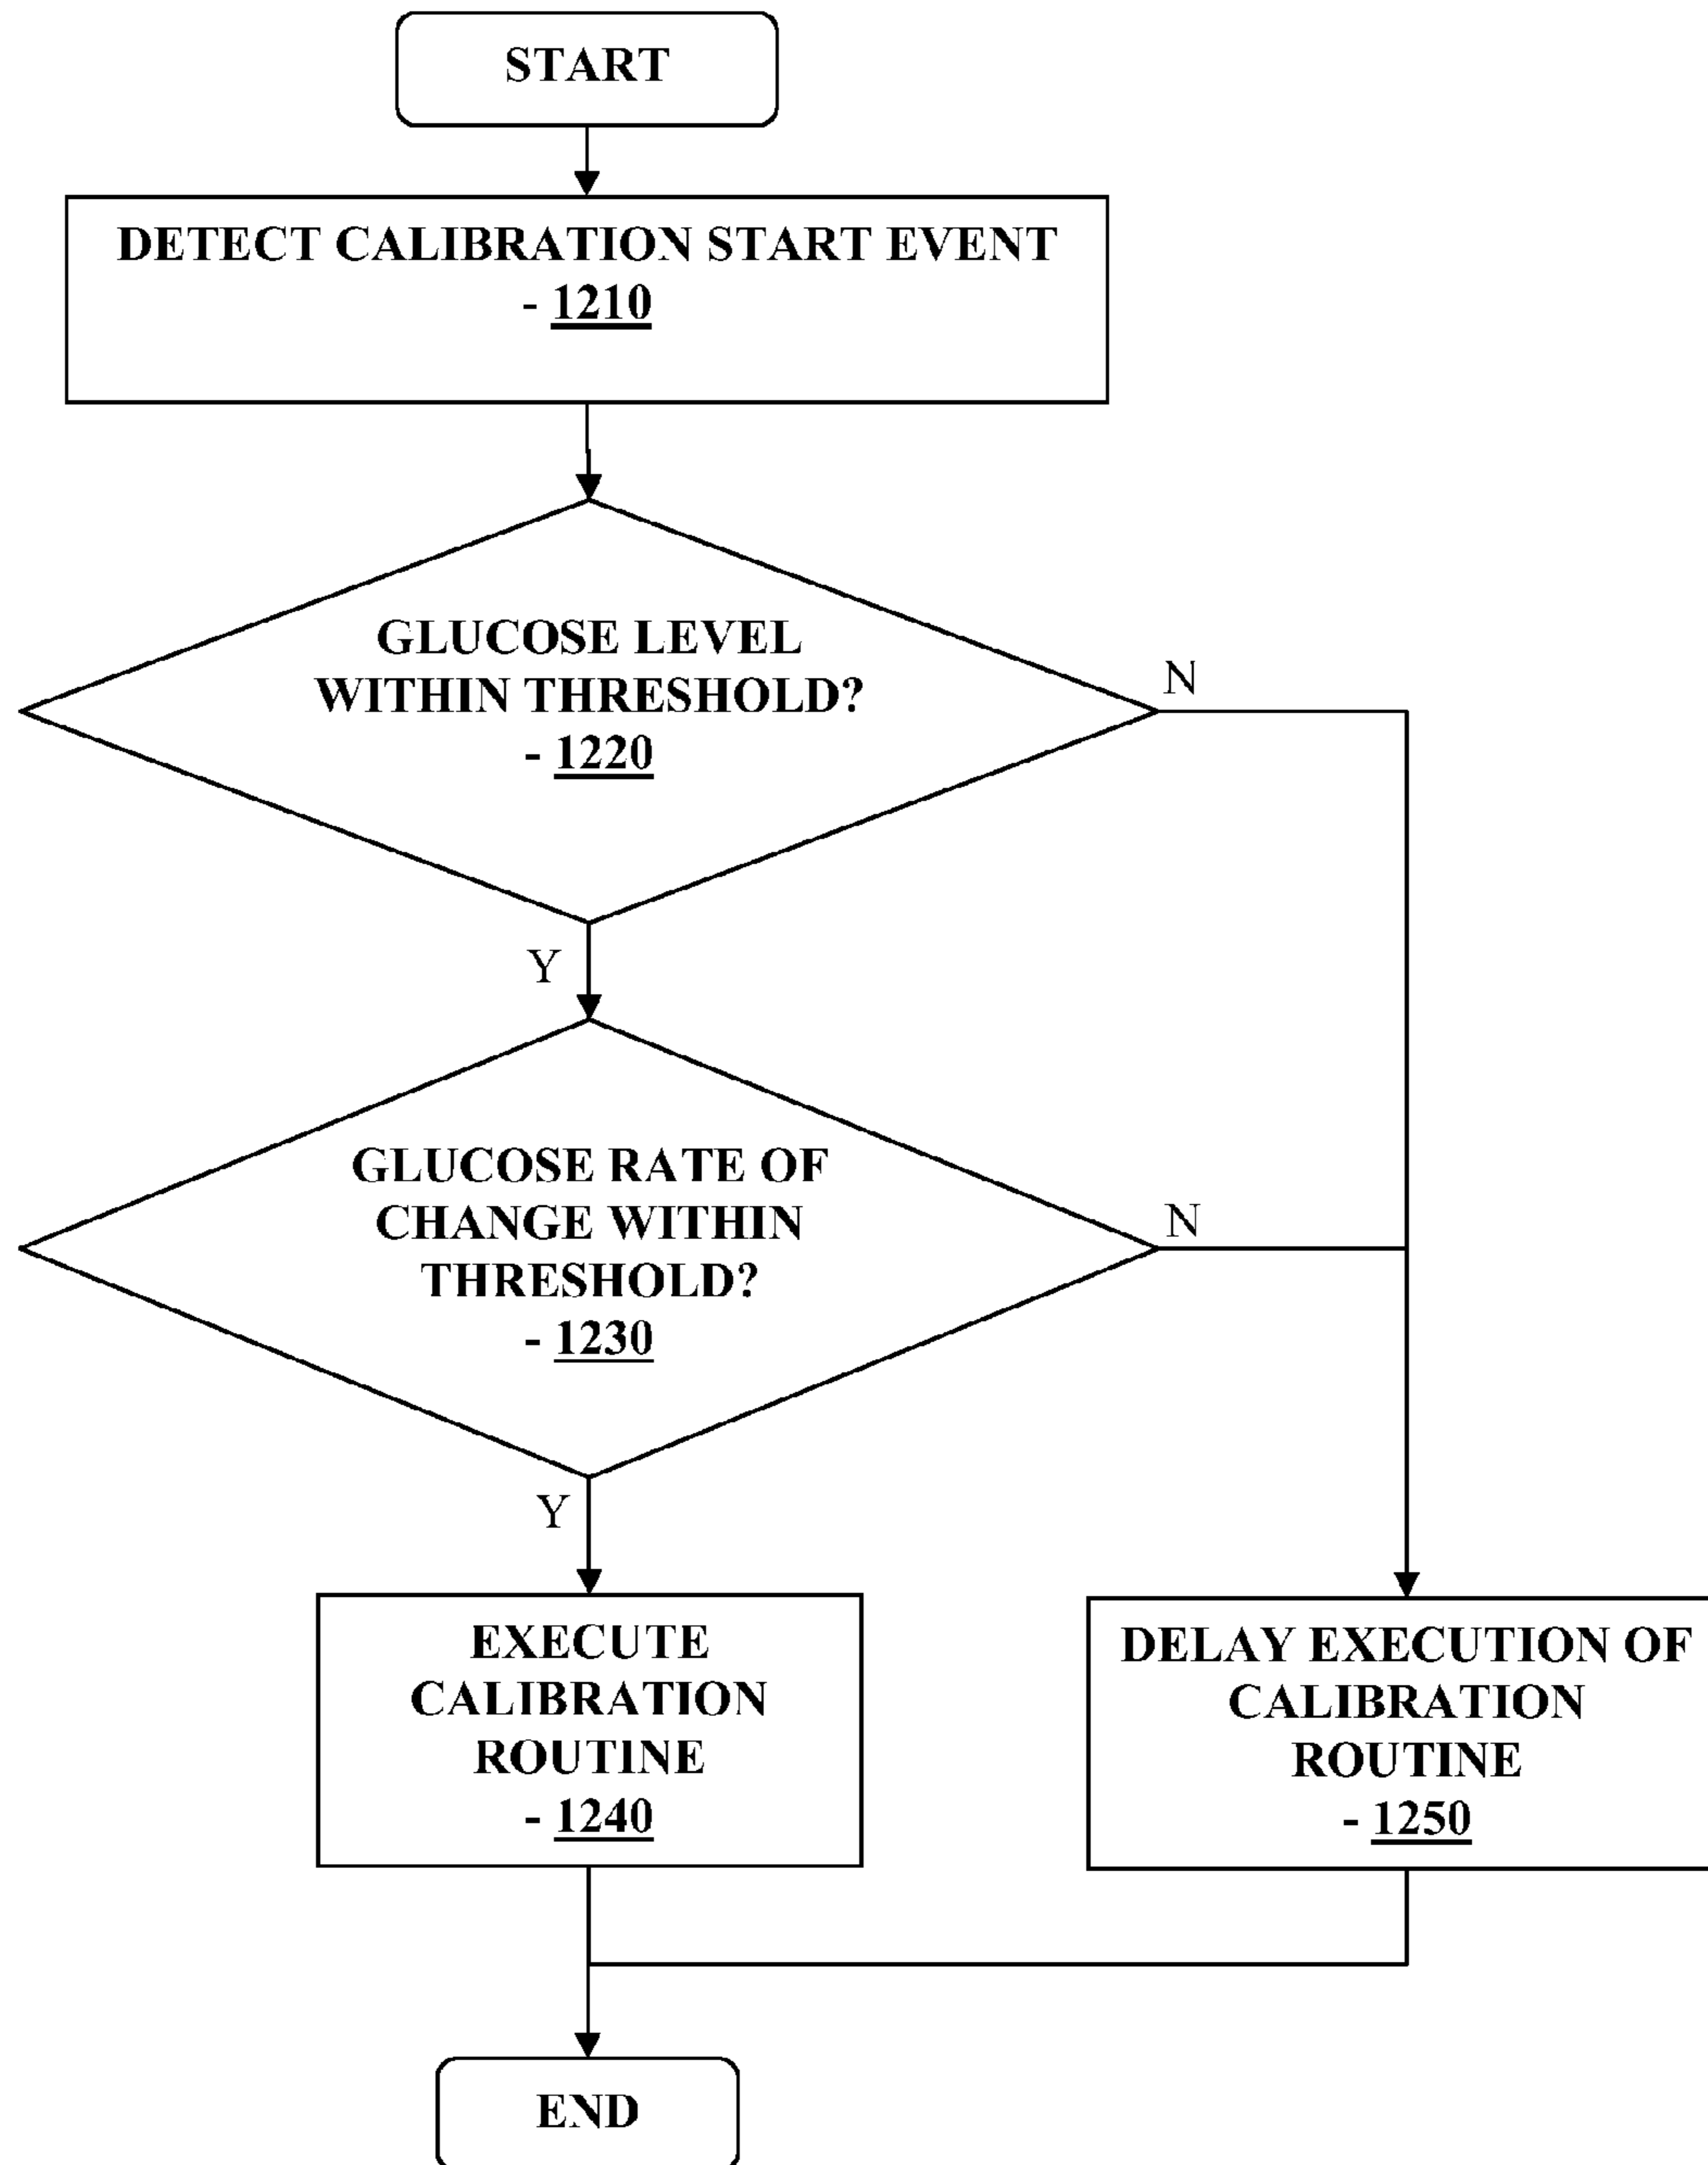 START
DETECT CALIBRATION START EVENT
- 1210
GLUCOSE LEVEL
WITHIN THRESHOLD?
- 1220
N
Y
GLUCOSE RATE OF
CHANGE WITHIN
THRESHOLD?
- 1230
N
Y
EXECUTE
CALIBRATION
ROUTINE
- 1240
DELAY EXECUTION OF
CALIBRATION
ROUTINE
- 1250
END